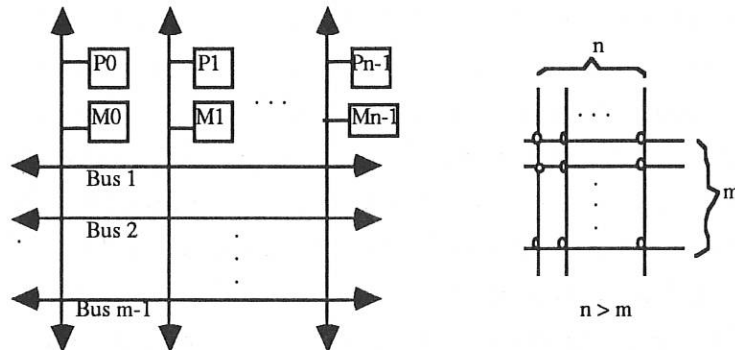 P0
P1
Pn-1
M0
M1
. . .
Mn-1
Bus 1
Bus 2
Bus m-1
n
. . .
m
n > m